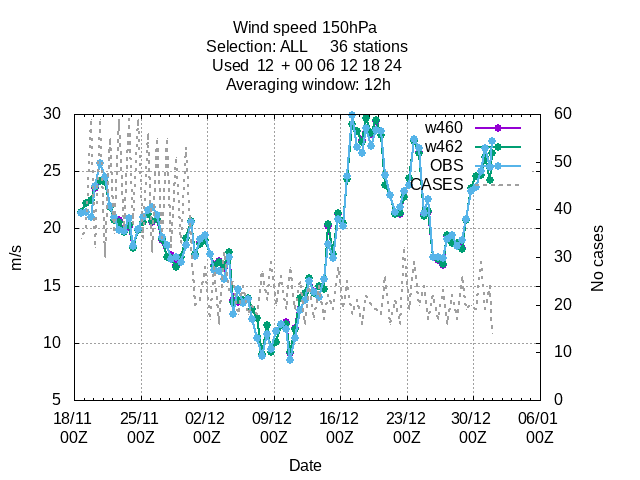 Wind speed 150hPa
Selection: ALL 36 stations
Used 12 + 00 06 12 18 24
Averaging window: 12h
30 60
w460
w462
OBS
CASES
25 50
20 40
30
15 20
10 10
5 0
m/s
No cases
18/11 25/11 02/12 09/12 16/12 23/12 30/12 06/01
00Z 00Z 00Z 00Z 00Z 00Z 00Z 00Z
Date